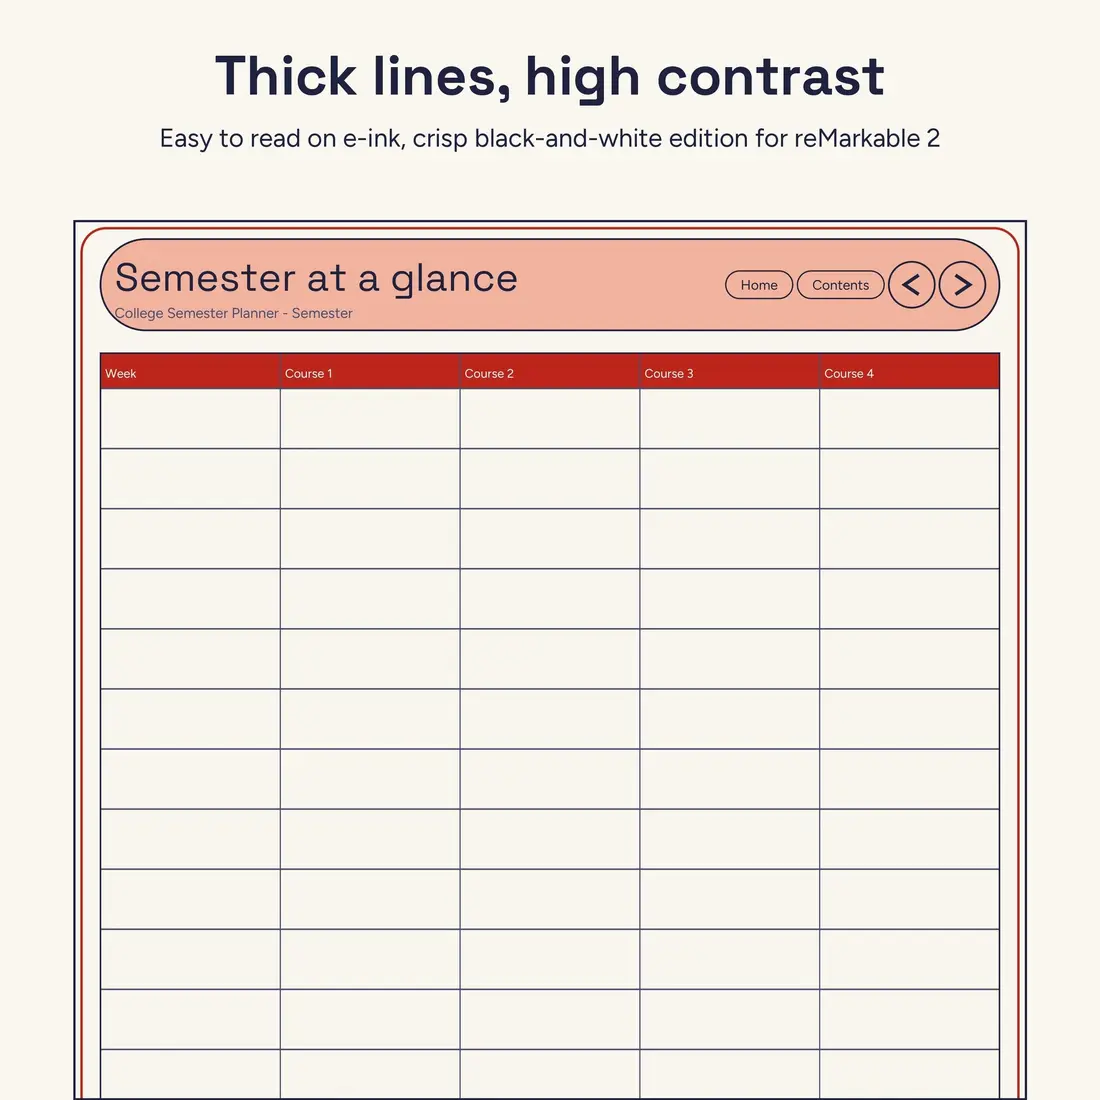 Thick lines, high contrast
Easy to read on e-ink, crisp black-and-white edition for reMarkable 2
Semester at a glance
Home
Contents
College Semester Planner - Semester
Week
Course 1
Course 2
Course 3
Course 4